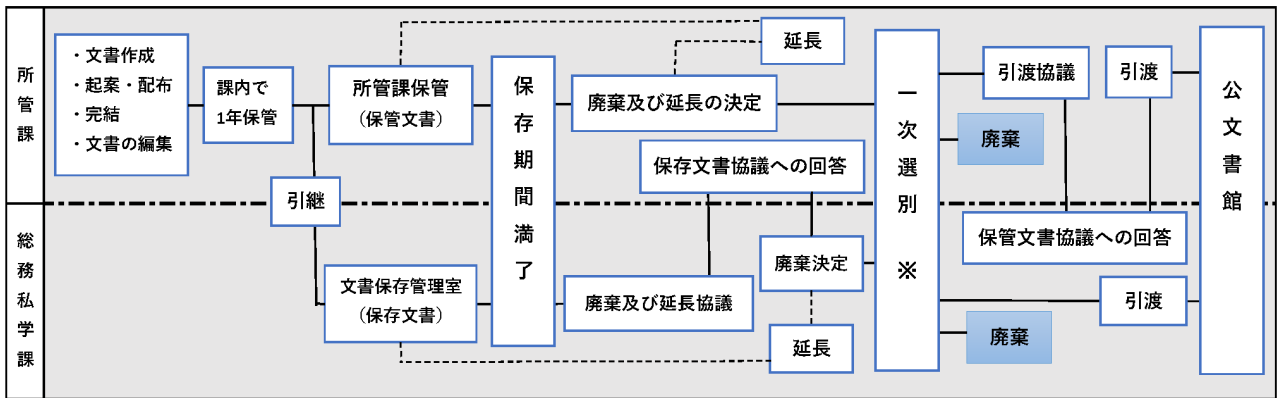 所管課
・文書作成
・起案・配布
・完結
・文書の編集
課内で
1年保管
所管課保管
（保管文書）
保存期間満了
延長
廃棄及び延長の決定
保存文書協議への回答
一次選別 ※
引渡協議
引渡
廃棄
公文書館
引継
総務私学課
文書保存管理室
（保存文書）
廃棄及び延長協議
廃棄決定
延長
保管文書協議への回答
引渡
廃棄